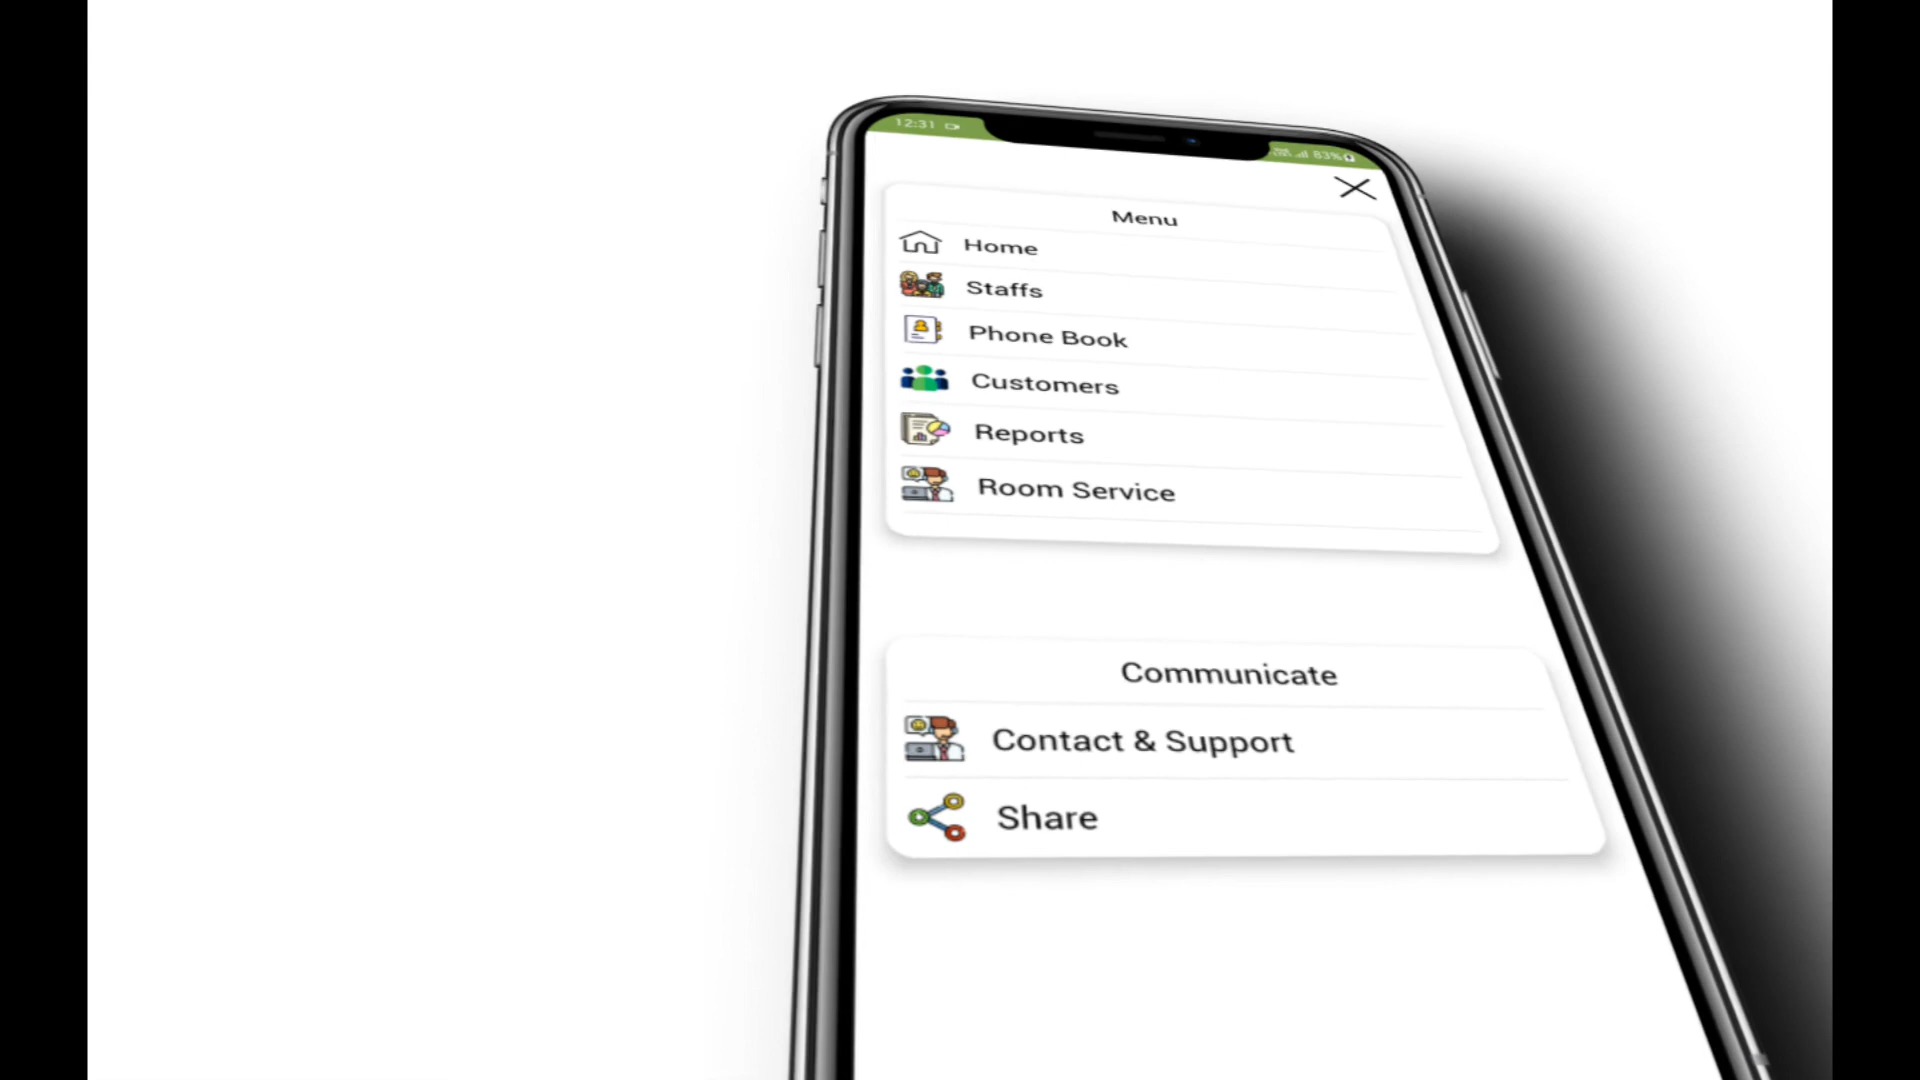 12:31
83%
Menu
Home
Staffs
Phone Book
Customers
Reports
Room Service
Communicate
Contact & Support
Share